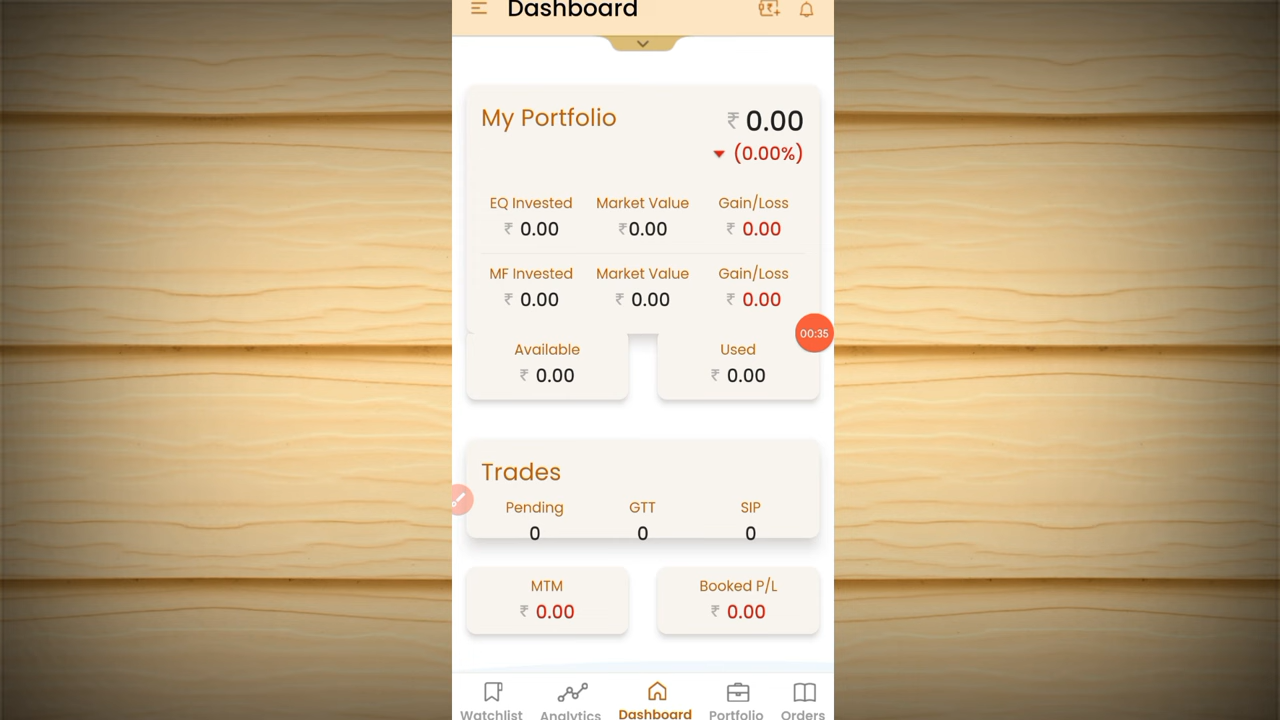 Dashboard
My Portfolio
₹ 0.00
(0.00%)
EQ Invested Market Value Gain/Loss
₹ 0.00 ₹0.00 ₹ 0.00
MF Invested Market Value Gain/Loss
₹ 0.00 ₹ 0.00 ₹ 0.00
00:35
Available Used
₹ 0.00 ₹ 0.00
Trades
Pending GTT SIP
0 0 0
MTM Booked P/L
₹ 0.00 ₹ 0.00
Watchlist Analytics Dashboard Portfolio Orders